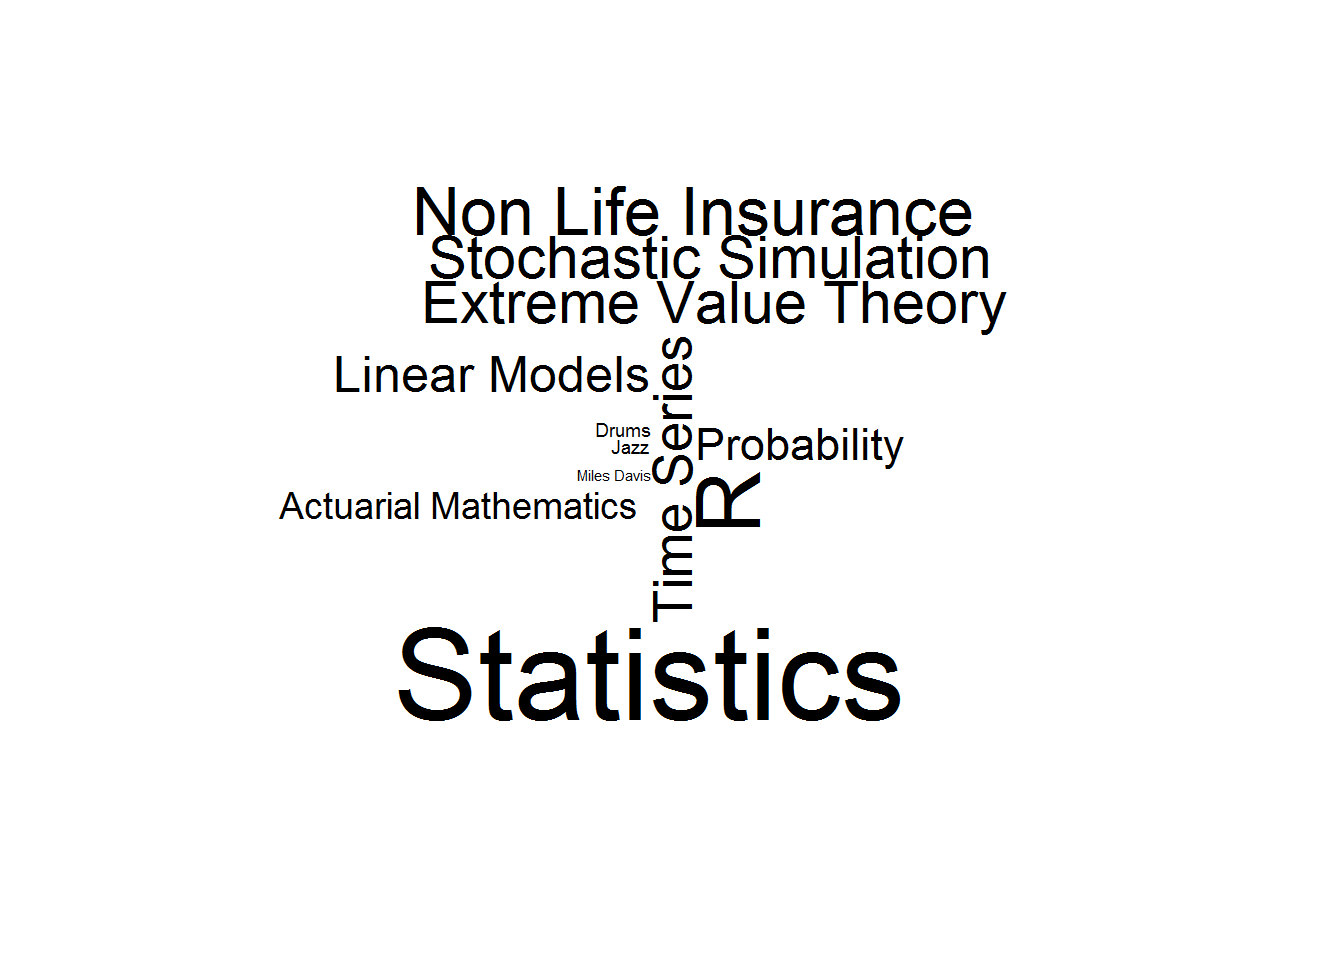 Non Life Insurance
Stochastic Simulation
Extreme Value Theory
Linear Models
Time Series
Drums
Jazz
Probability
Miles Davis
R
Actuarial Mathematics
Statistics